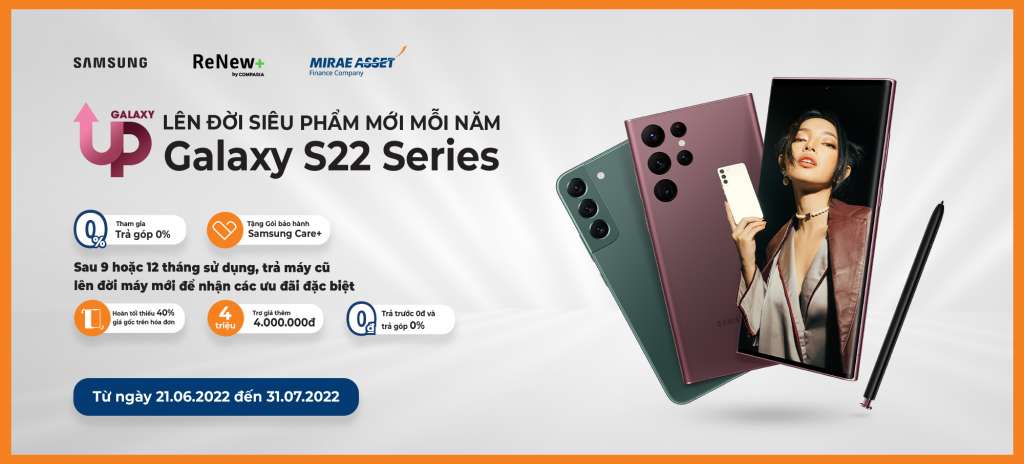 SAMSUNG
ReNew+
by COMPASIA
MIRAE ASSET
Finance Company
GALAXY
UP
LÊN ĐỜI SIÊU PHẨM MỚI MỖI NĂM
Galaxy S22 Series
0%
Tham gia
Trả góp 0%
Tặng Gói bảo hành
Samsung Care+
Sau 9 hoặc 12 tháng sử dụng, trả máy cũ
lên đời máy mới để nhận các ưu đãi đặc biệt
Hoàn tối thiểu 40%
giá gốc trên hóa đơn
4
triệu
Trợ giá thêm
4.000.000đ
0đ
Trả trước 0đ và
trả góp 0%
Từ ngày 21.06.2022 đến 31.07.2022
SAMSUNG